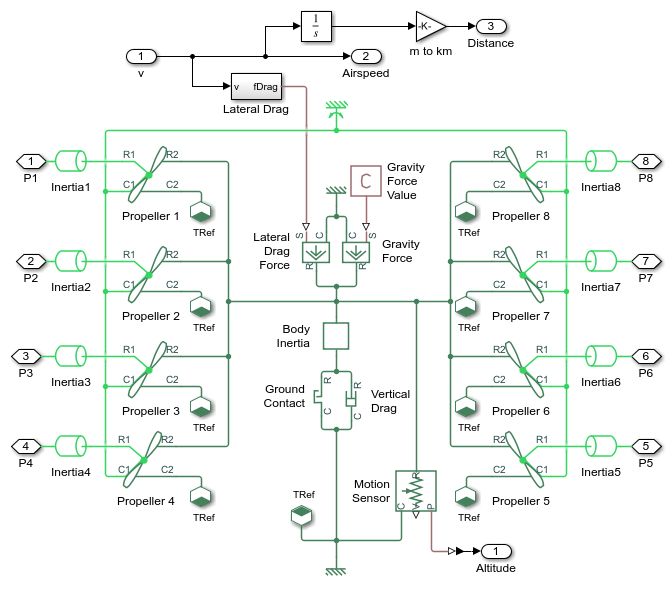 1
s
-K-
m to km
3
Distance
1
v
2
Airspeed
v fDrag
Lateral Drag
1
P1
Inertia1
R1 R2
C1 C2
Propeller 1
TRef
2
P2
Inertia2
R1 R2
C1 C2
Propeller 2
TRef
3
P3
Inertia3
R1 R2
C1 C2
Propeller 3
TRef
4
P4
Inertia4
R1 R2
C1 C2
Propeller 4
TRef
C
Gravity
Force
Value
S C
R
Lateral
Drag
Force
C S
R
Gravity
Force
Body
Inertia
Ground
Contact
R
C
R
C
Vertical
Drag
TRef
Motion
Sensor
R
C V P
1
Altitude
R2 R1
C2 C1
Propeller 8
TRef
Inertia8
8
P8
R2 R1
C2 C1
Propeller 7
TRef
Inertia7
7
P7
R2 R1
C2 C1
Propeller 6
TRef
Inertia6
6
P6
R2 R1
C2 C1
Propeller 5
TRef
Inertia5
5
P5